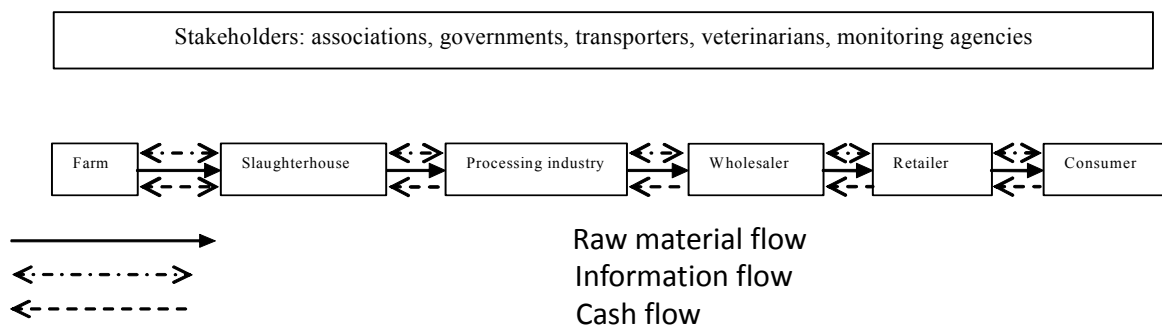 Stakeholders: associations, governments, transporters, veterinarians, monitoring agencies
Farm
Slaughterhouse
Processing industry
Wholesaler
Retailer
Consumer
Raw material flow
Information flow
Cash flow